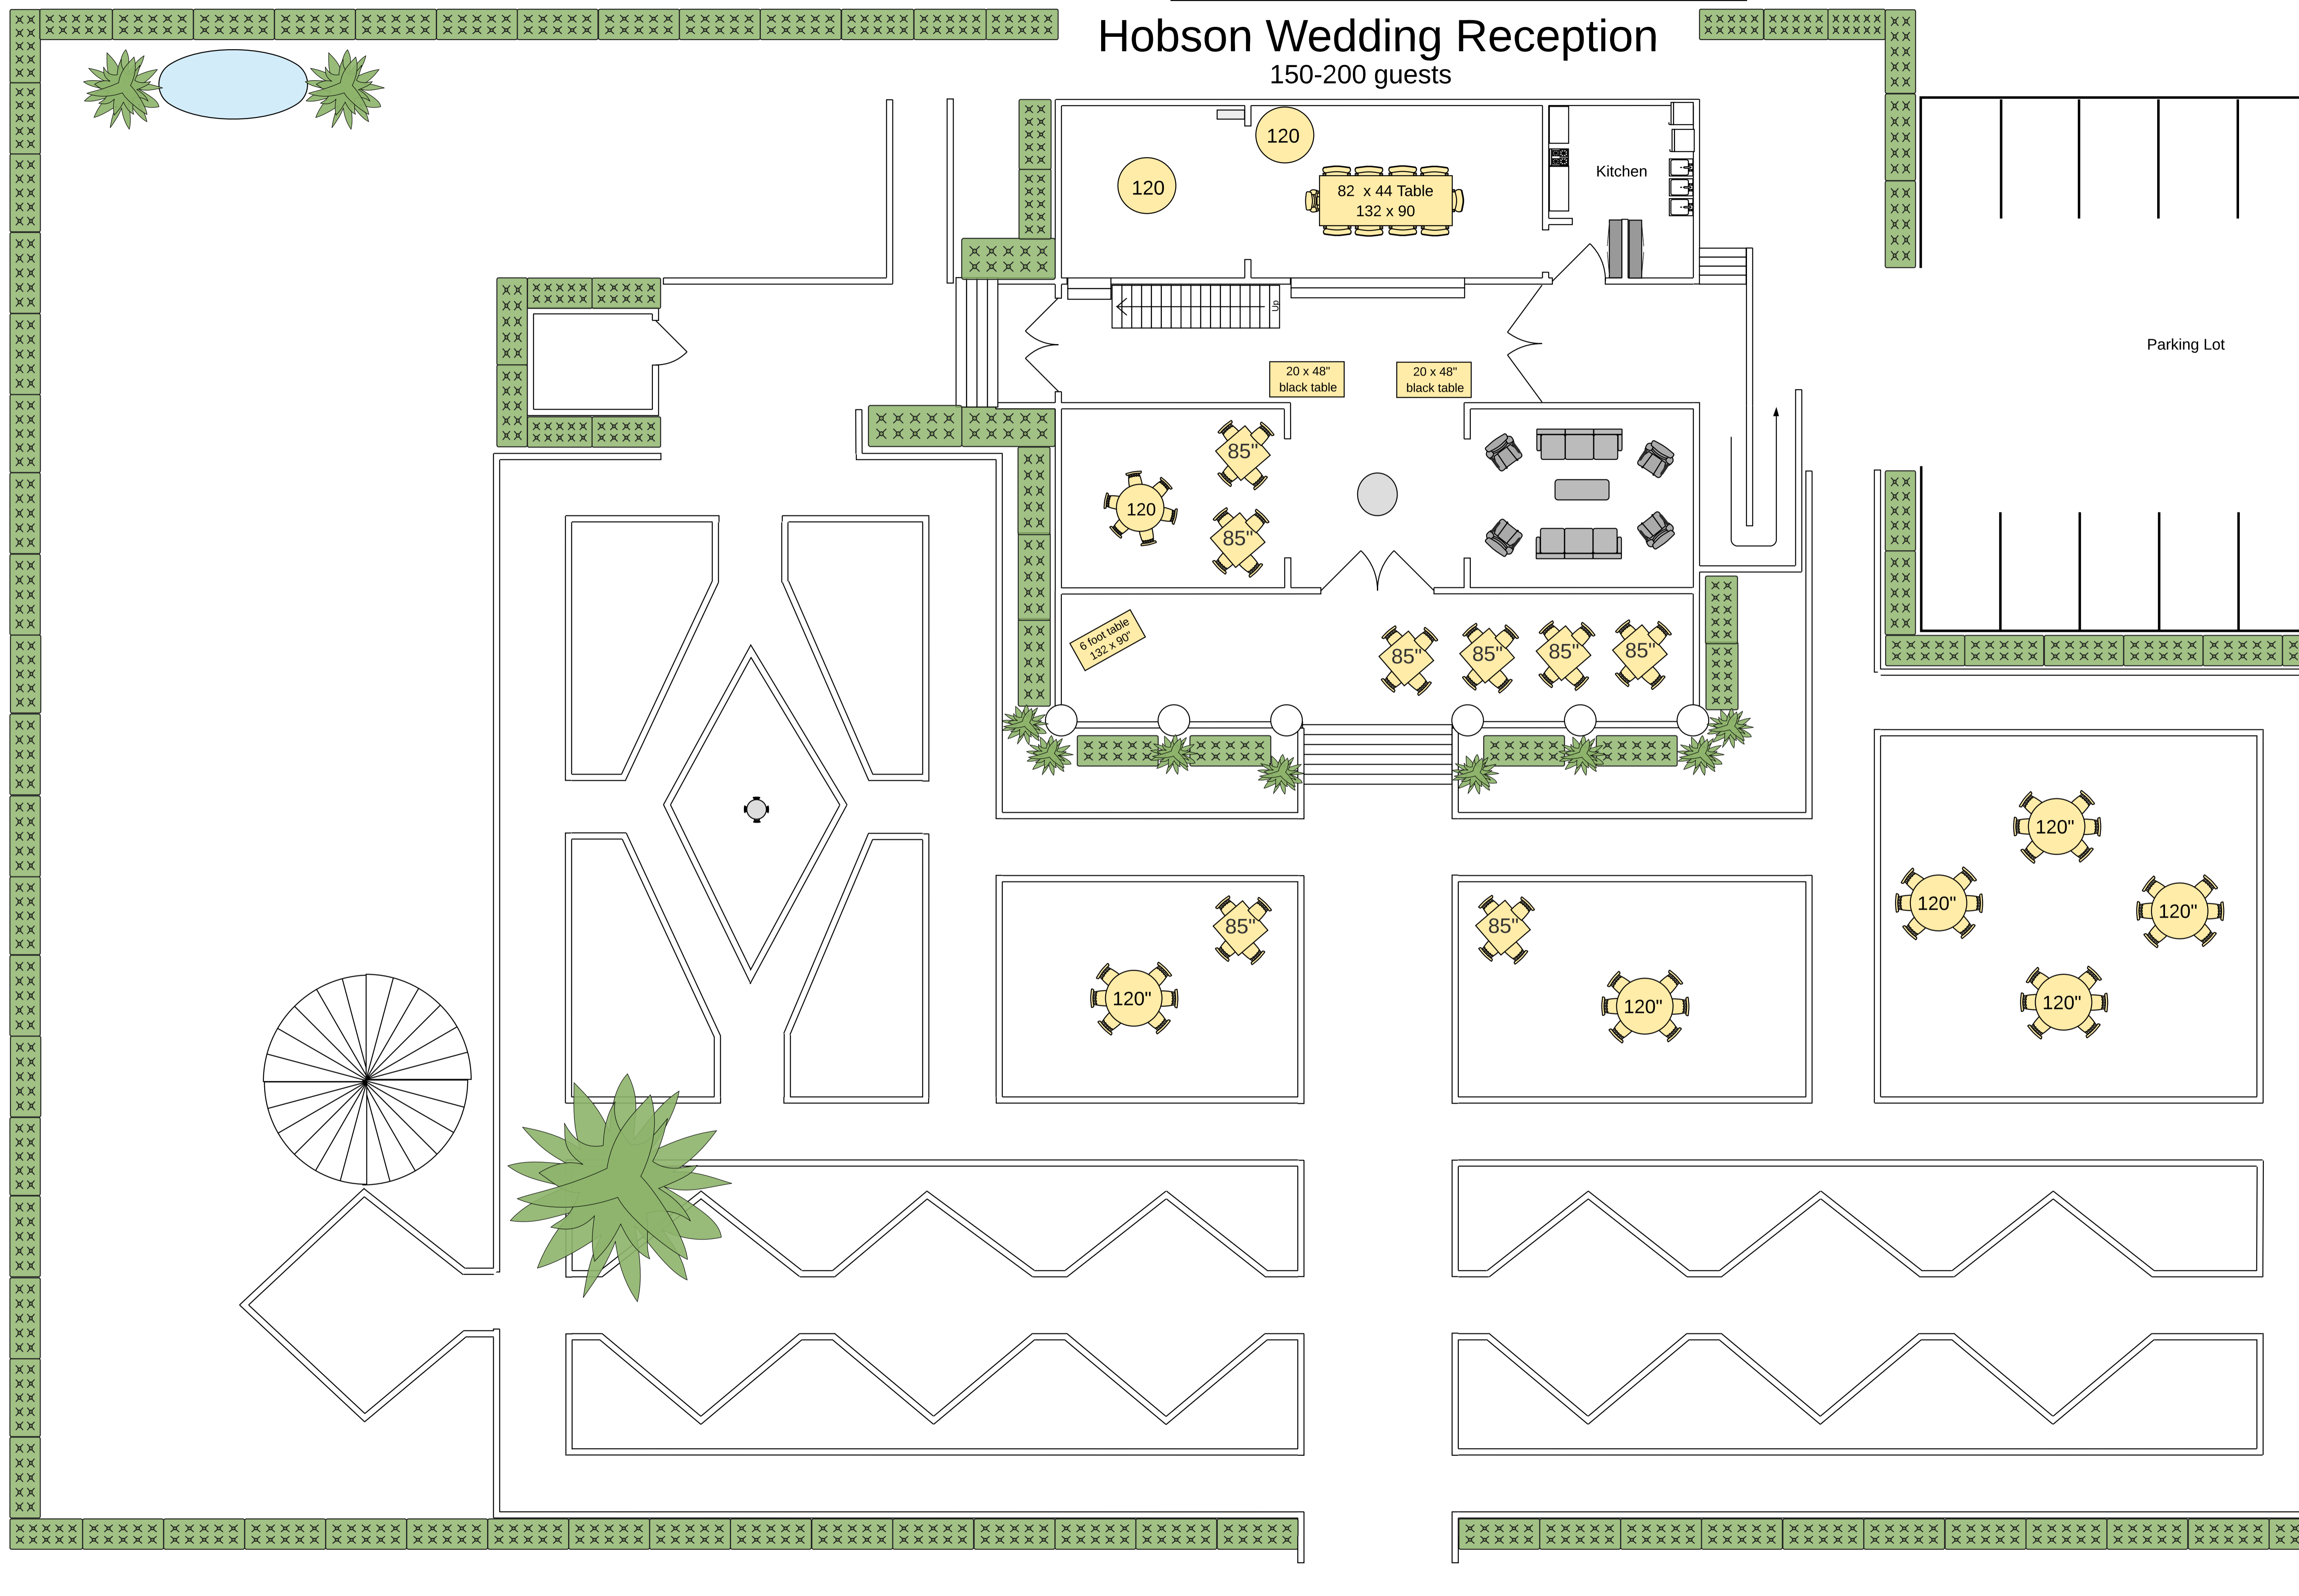 Hobson Wedding Reception
150-200 guests
120
120
82 x 44 Table
132 x 90
Kitchen
Up
Parking Lot
20 x 48"
black table
20 x 48"
black table
85"
120
85"
6 foot table
132 x 90"
85"
85"
85"
85"
120"
120"
120"
120"
85"
120"
85"
120"